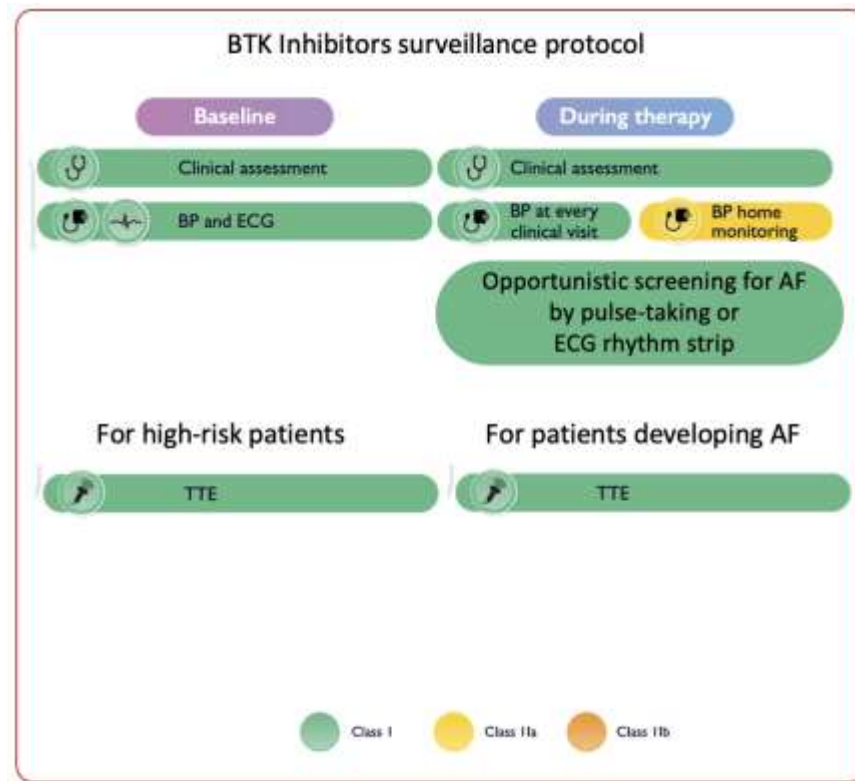 BTK Inhibitors surveillance protocol
Baseline
During therapy
Clinical assessment
Clinical assessment
BP and ECG
BP at every
clinical visit
BP home
monitoring
Opportunistic screening for AF
by pulse-taking or
ECG rhythm strip
For high-risk patients
For patients developing AF
TTE
TTE
Class I
Class IIa
Class IIb